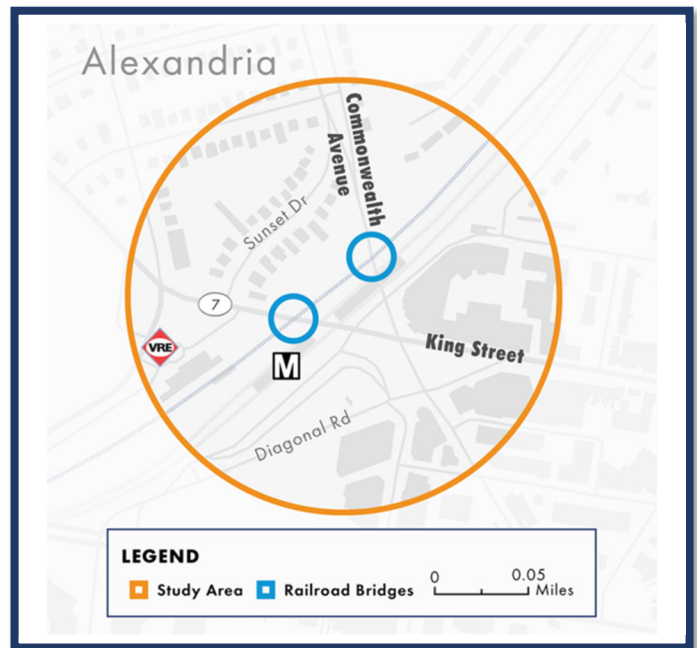 Alexandria
Commonwealth
Avenue
Sunset Dr
7
VRE
King Street
M
Diagonal Rd
LEGEND
Study Area
Railroad Bridges
0
0.05
Miles